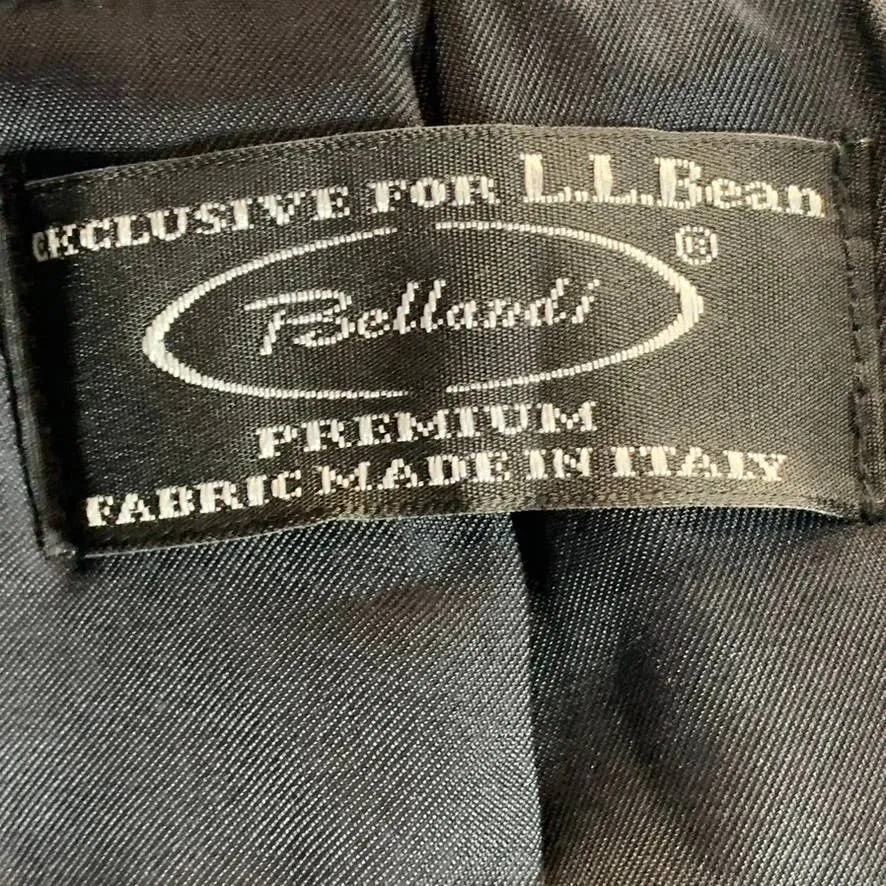 EXCLUSIVE FOR L.L.Bean
Bellandi ®
PREMIUM
FABRIC MADE IN ITALY